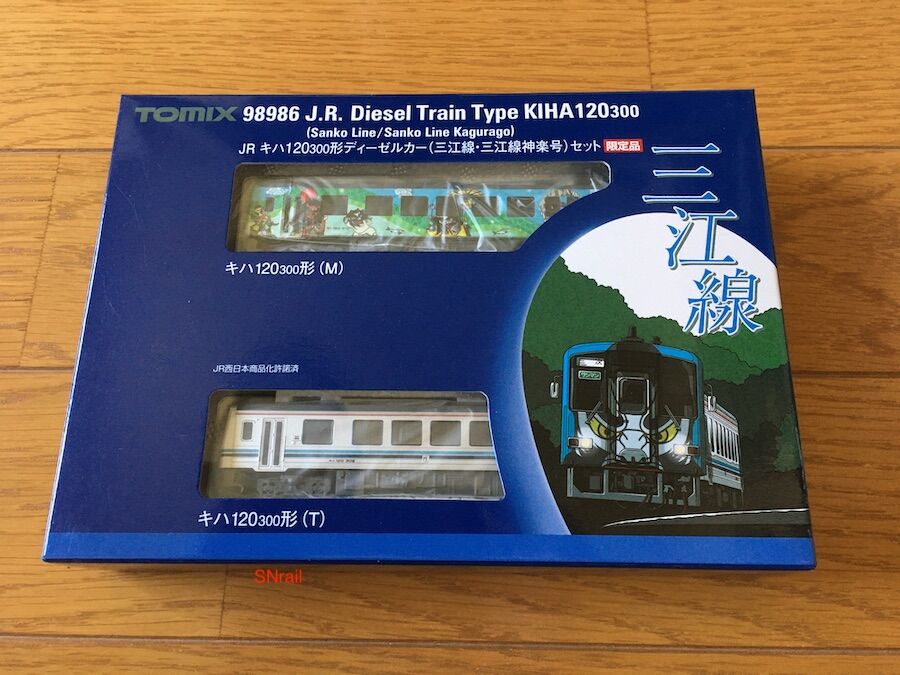 TOMIX 98986 J.R. Diesel Train Type KIHA120300
(Sanko Line/Sanko Line Kagurago)
JR キハ120300形ディーゼルカー(三江線・三江線神楽号)セット 限定品
三江線
キハ120300形(M)
JR西日本商品化許諾済
ワンマン
キハ120300形(T)
SNrail